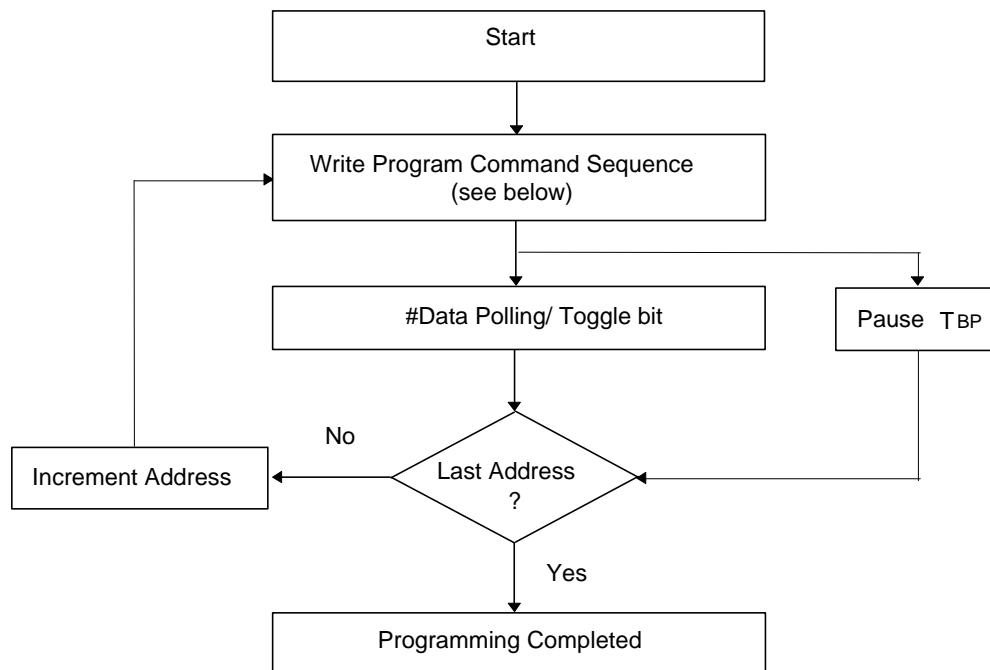 Start
Write Program Command Sequence
(see below)
#Data Polling/ Toggle bit
Pause TBP
No
Increment Address
Last Address
?
Yes
Programming Completed